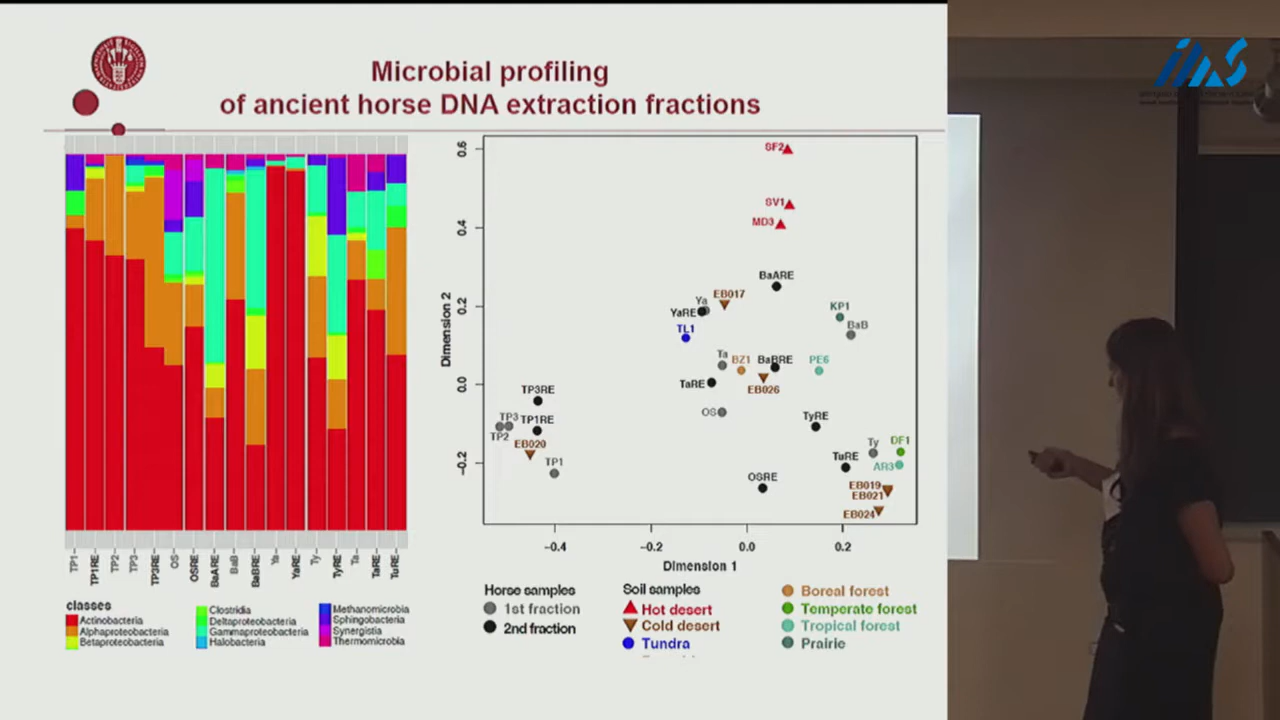 Microbial profiling
of ancient horse DNA extraction fractions
TP1
TP1RE
TP2
TP3
TP3RE
OS
OSRE
BaARE
BaB
BaBRE
Ya
YaRE
Ty
TyRE
Ta
TaRE
TuRE
classes
Actinobacteria
Alphaproteobacteria
Betaproteobacteria
Clostridia
Deltaproteobacteria
Gammaproteobacteria
Halobacteria
Methanomicrobia
Sphingobacteria
Synergistia
Thermomicrobia
Dimension 2
0.6
0.4
0.2
0.0
−0.2
SF2
SV1
MD3
BaARE
EB017
Ya
YaRE
TL1
KP1
BaB
Ta
BZ1
BaBRE
PE6
TaRE
EB026
TP3RE
OS
TP3
TP1RE
TP2
TyRE
EB020
Ty
DF1
TP1
TuRE
AR3
OSRE
EB019
EB021
EB024
−0.4
−0.2
0.0
0.2
Dimension 1
Horse samples
1st fraction
2nd fraction
Soil samples
Hot desert
Cold desert
Tundra
Boreal forest
Temperate forest
Tropical forest
Prairie